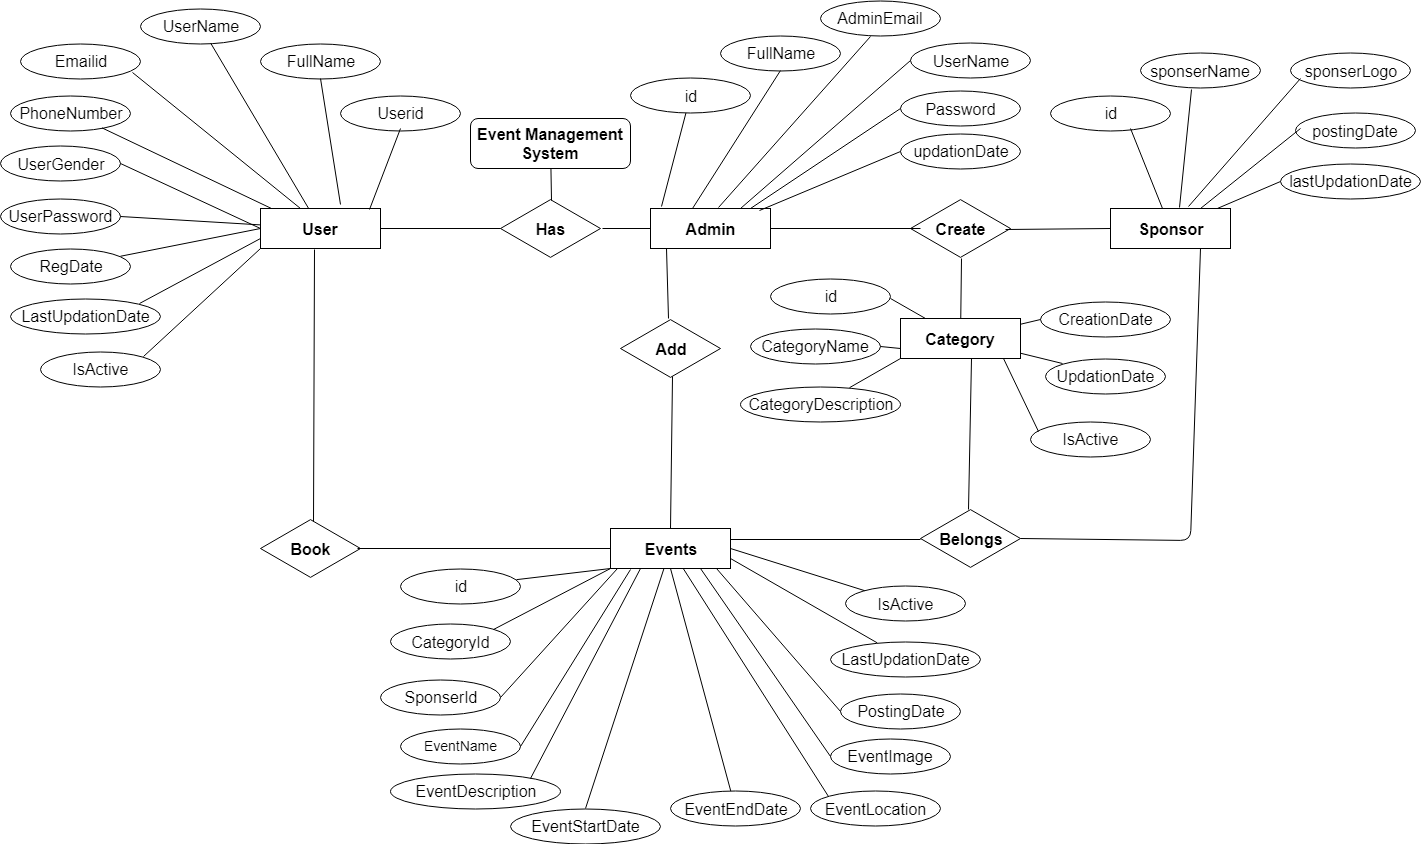 UserName
Emailid
FullName
PhoneNumber
Userid
UserGender
UserPassword
RegDate
LastUpdationDate
IsActive
User
Event Management
System
Has
id
FullName
AdminEmail
UserName
Password
updationDate
Admin
Create
id
sponserName
sponserLogo
postingDate
lastUpdationDate
Sponsor
Add
id
CategoryName
CategoryDescription
Category
CreationDate
UpdationDate
IsActive
Book
Events
Belongs
id
CategoryId
SponserId
EventName
EventDescription
EventStartDate
EventEndDate
EventLocation
EventImage
PostingDate
LastUpdationDate
IsActive